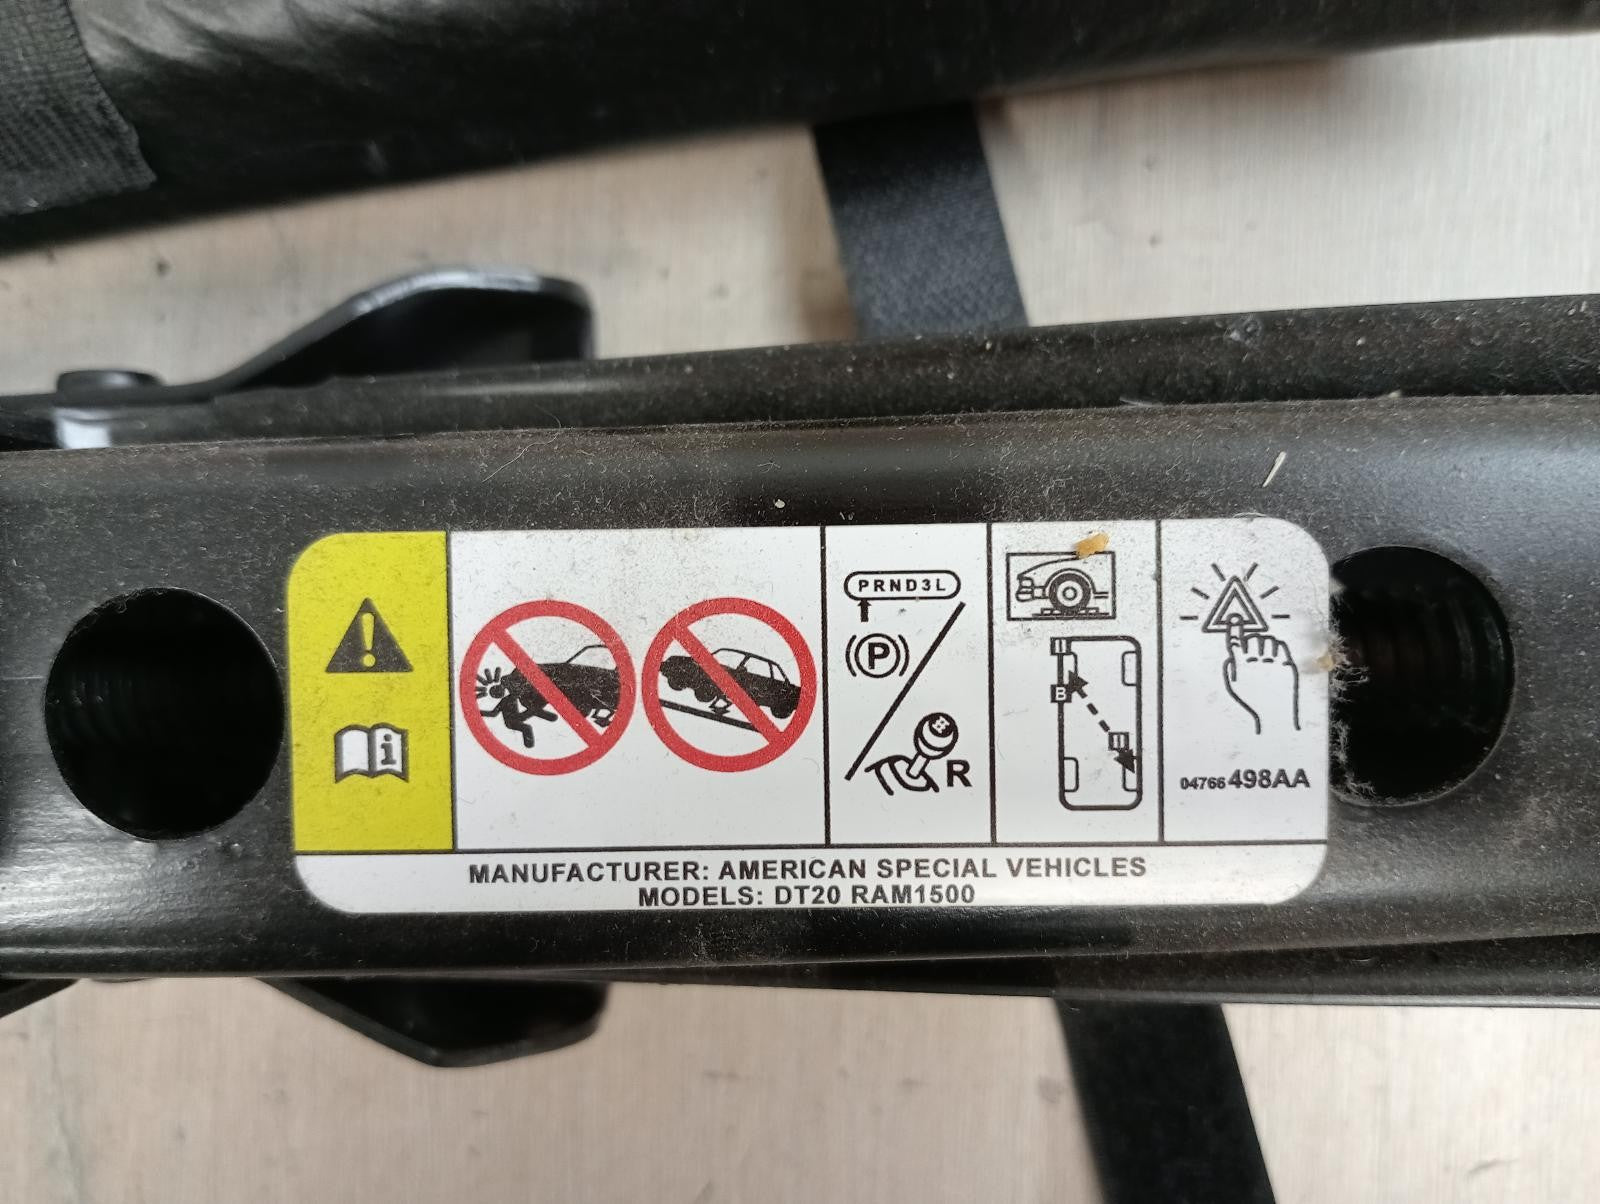 PRND3L
P
R
B
04766498AA
MANUFACTURER: AMERICAN SPECIAL VEHICLES
MODELS: DT20 RAM1500